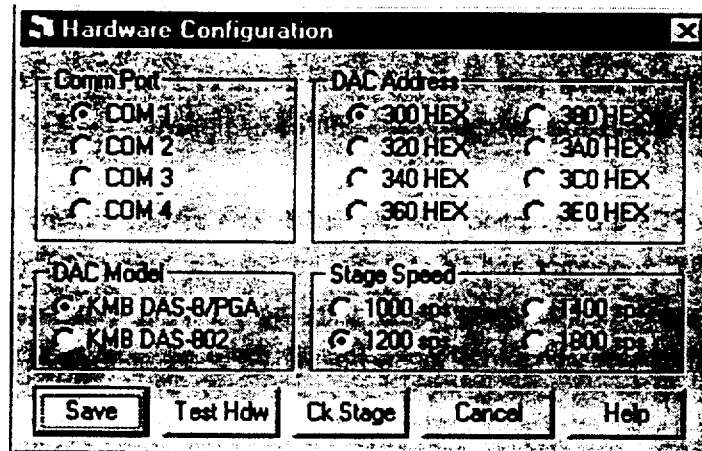 Hardware Configuration
Comm Port
COM 1
COM 2
COM 3
COM 4
DAC Address
300 HEX
320 HEX
340 HEX
360 HEX
380 HEX
3A0 HEX
3C0 HEX
3E0 HEX
DAC Model
KMB DAS-8/PGA
KMB DAS-802
Stage Speed
1000 sps
1200 sps
1400 sps
1800 sps
Save
Test Hdw
Ck Stage
Cancel
Help